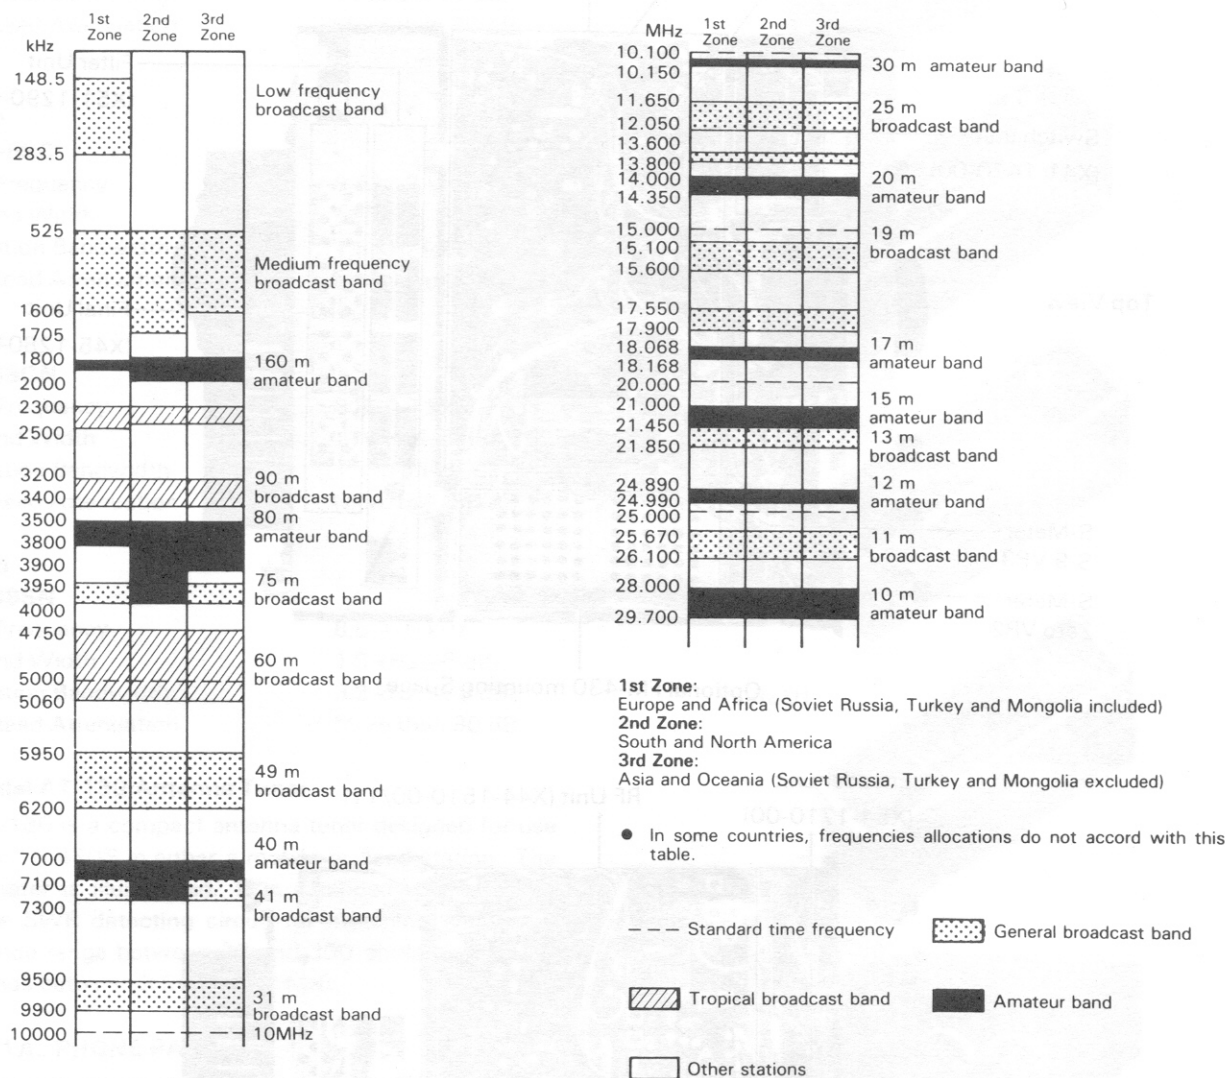 1st Zone
2nd Zone
3rd Zone
kHz
148.5
Low frequency
broadcast band
283.5
525
Medium frequency
broadcast band
1606
1705
1800
160 m
amateur band
2000
2300
2500
3200
90 m
broadcast band
3400
3500
80 m
amateur band
3800
3900
3950
75 m
broadcast band
4000
4750
60 m
broadcast band
5000
5060
5950
49 m
broadcast band
6200
7000
40 m
amateur band
7100
41 m
broadcast band
7300
9500
31 m
broadcast band
9900
10000
10MHz
MHz
1st Zone
2nd Zone
3rd Zone
10.100
10.150
30 m amateur band
11.650
25 m
broadcast band
12.050
13.600
13.800
14.000
20 m
amateur band
14.350
15.000
19 m
broadcast band
15.100
15.600
17.550
17.900
18.068
17 m
amateur band
18.168
20.000
21.000
15 m
amateur band
21.450
13 m
broadcast band
21.850
24.890
12 m
amateur band
24.990
25.000
25.670
11 m
broadcast band
26.100
28.000
10 m
amateur band
29.700
1st Zone:
Europe and Africa (Soviet Russia, Turkey and Mongolia included)
2nd Zone:
South and North America
3rd Zone:
Asia and Oceania (Soviet Russia, Turkey and Mongolia excluded)
● In some countries, frequencies allocations do not accord with this
table.
Standard time frequency
General broadcast band
Tropical broadcast band
Amateur band
Other stations